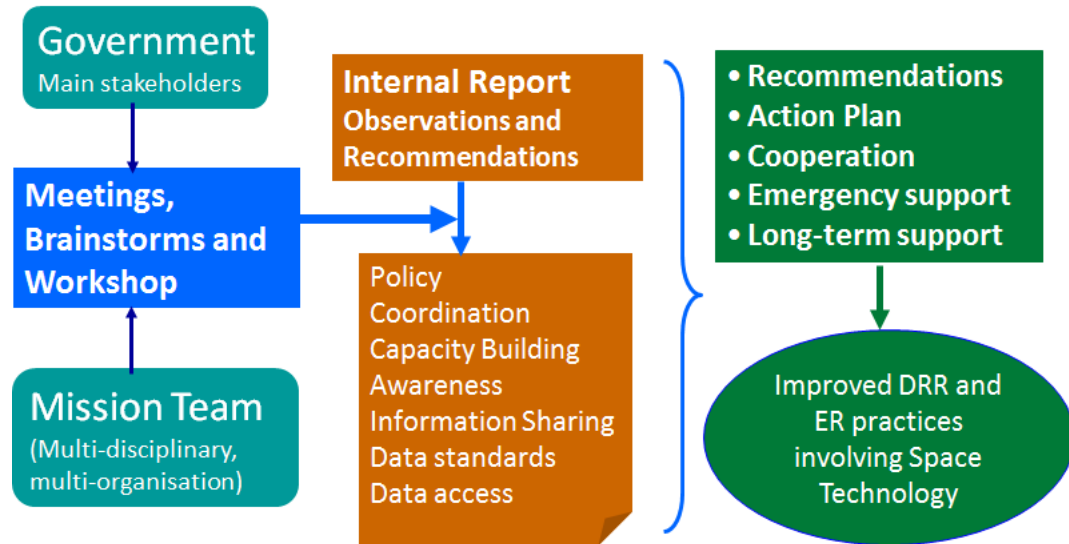 Government
Main stakeholders
Meetings,
Brainstorms and
Workshop
Mission Team
(Multi-disciplinary,
multi-organisation)
Internal Report
Observations and
Recommendations
Policy
Coordination
Capacity Building
Awareness
Information Sharing
Data standards
Data access
• Recommendations
• Action Plan
• Cooperation
• Emergency support
• Long-term support
Improved DRR and
ER practices
involving Space
Technology